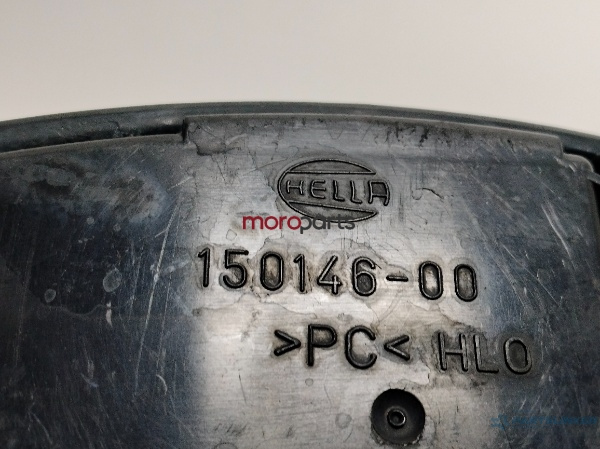 HELLA
moroparts
150146-00
>PC< HLO